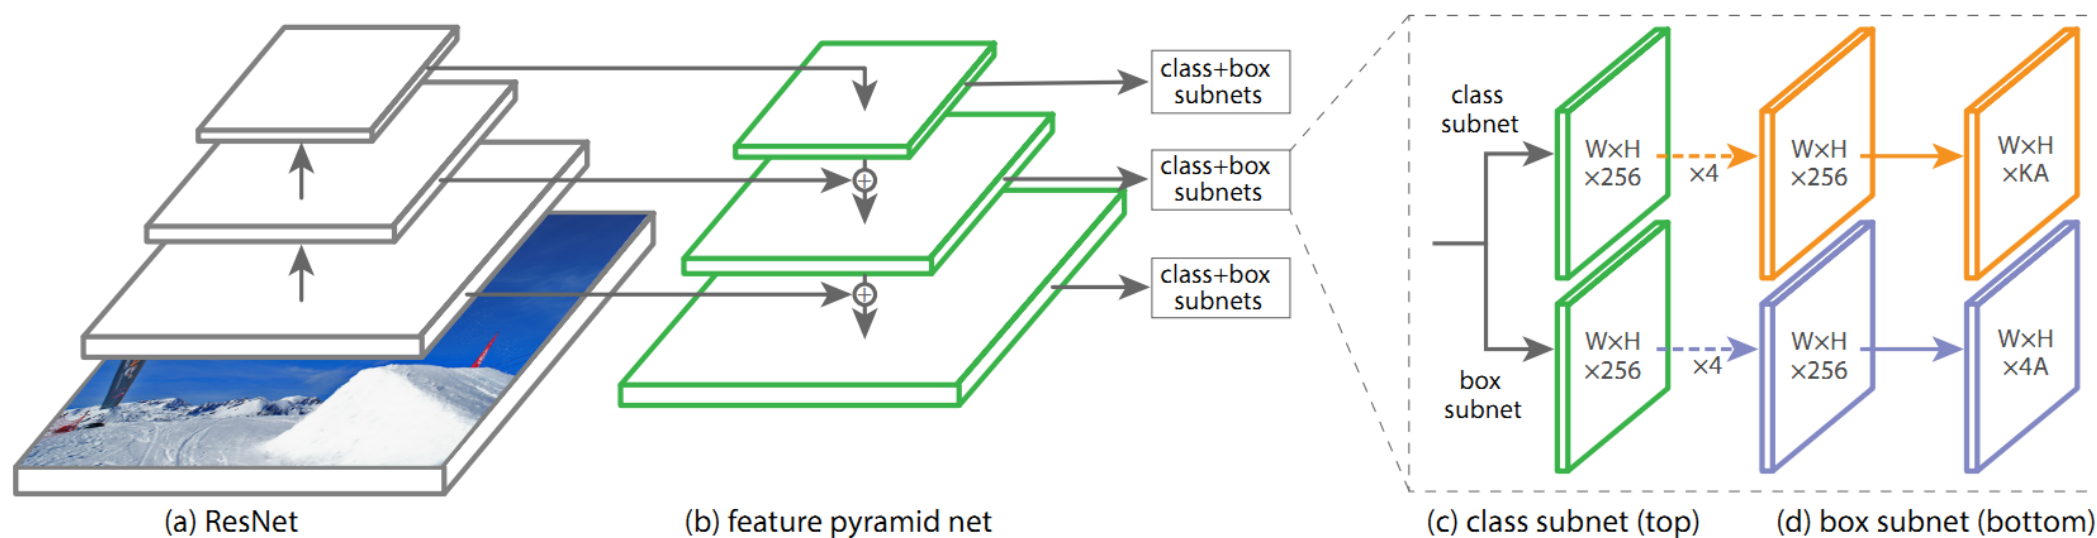 class+box
subnets
class+box
subnets
class+box
subnets
class
subnet
W×H
×256
×4
W×H
×256
W×H
×KA
box
subnet
W×H
×256
×4
W×H
×256
W×H
×4A
(a) ResNet
(b) feature pyramid net
(c) class subnet (top)
(d) box subnet (bottom)